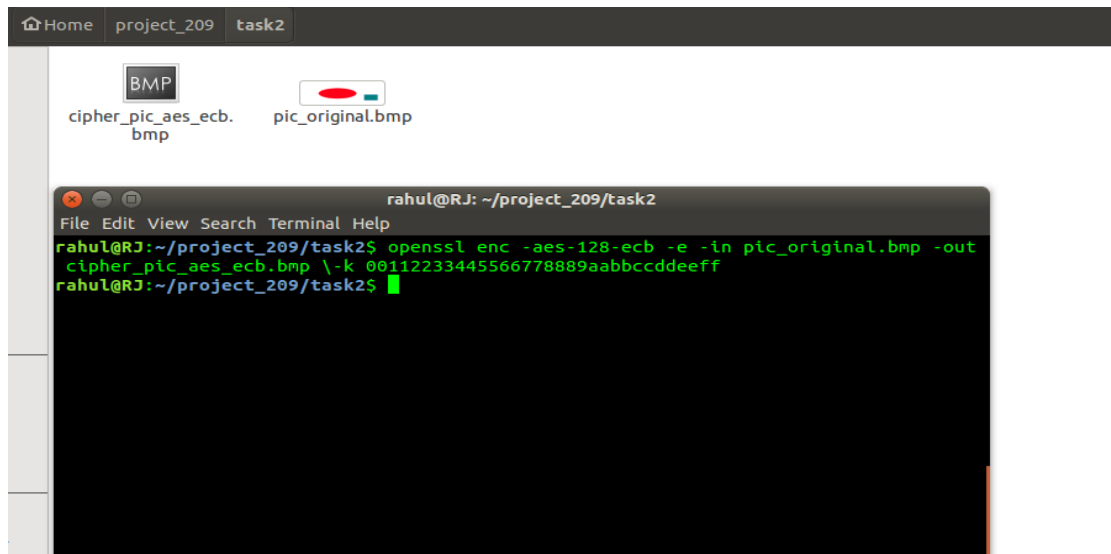 Home project_209 task2
BMP
cipher_pic_aes_ecb.
bmp
pic_original.bmp
rahul@RJ: ~/project_209/task2
File Edit View Search Terminal Help
rahul@RJ:~/project_209/task2$ openssl enc -aes-128-ecb -e -in pic_original.bmp -out
cipher_pic_aes_ecb.bmp \-k 00112233445566778889aabbccddeeff
rahul@RJ:~/project_209/task2$